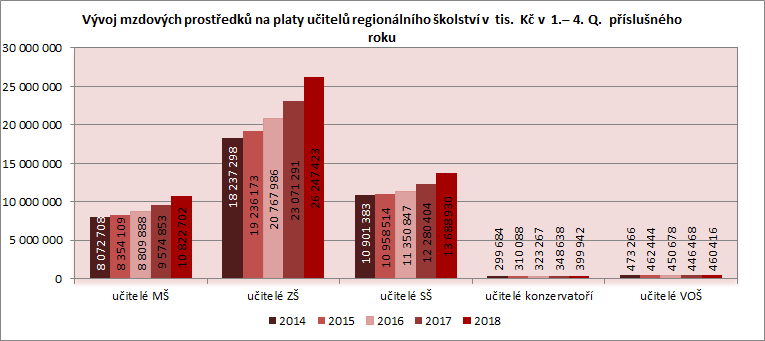 Vývoj mzdových prostředků na platy učitelů regionálního školství v tis. Kč v 1.– 4. Q. příslušného
roku
30 000 000
25 000 000
20 000 000
15 000 000
10 000 000
5 000 000
0
8 072 708
8 354 109
8 809 888
9 574 853
10 822 702
18 237 298
19 236 173
20 767 986
23 071 291
26 247 423
10 901 383
10 958 514
11 350 847
12 280 404
13 638 930
299 684
310 088
323 267
348 638
399 942
473 266
462 444
450 678
446 468
460 416
učitelé MŠ
učitelé ZŠ
učitelé SŠ
učitelé konzervatoří
učitelé VOŠ
2014
2015
2016
2017
2018